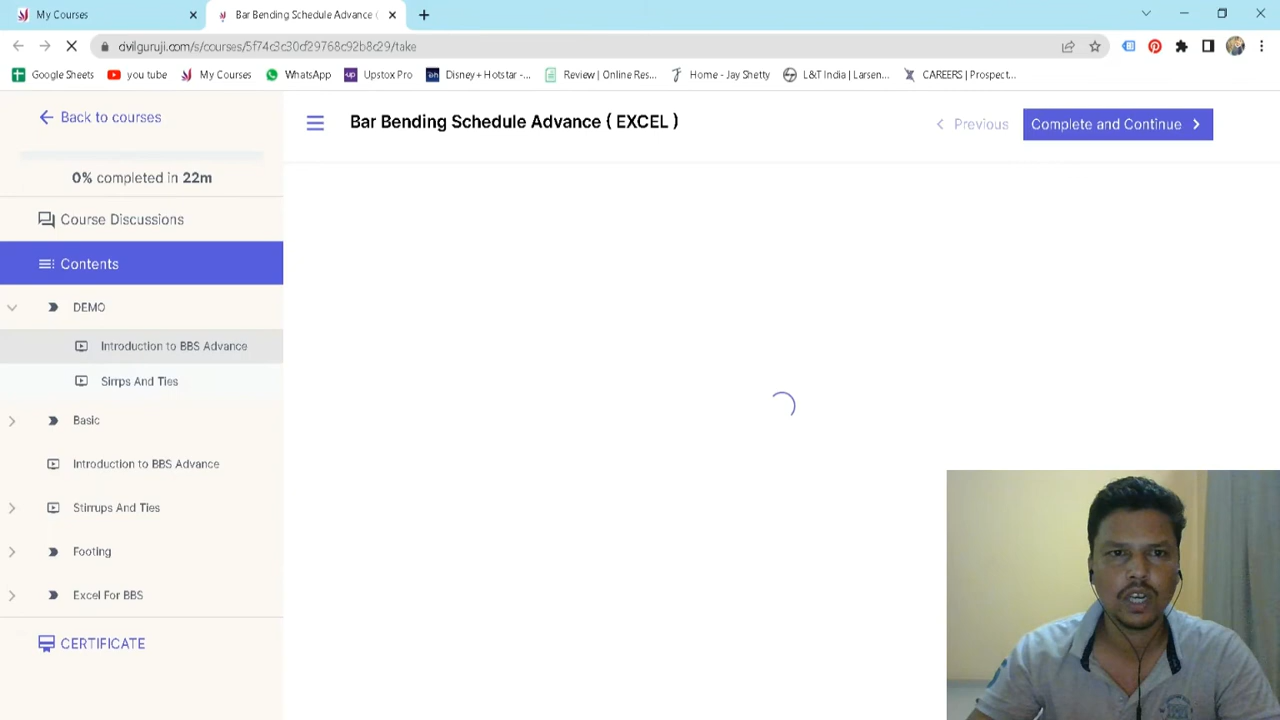 My Courses
Bar Bending Schedule Advance (
civilguruji.com/s/courses/5f74c3c30cf29768c92b8c29/take
Google Sheets
you tube
My Courses
WhatsApp
Upstox Pro
Disney+ Hotstar -...
Review | Online Res...
Home - Jay Shetty
L&T India | Larsen...
CAREERS | Prospect...
Back to courses
Bar Bending Schedule Advance ( EXCEL )
Previous
Complete and Continue
0% completed in 22m
Course Discussions
Contents
DEMO
Introduction to BBS Advance
Sirrps And Ties
Basic
Introduction to BBS Advance
Stirrups And Ties
Footing
Excel For BBS
CERTIFICATE